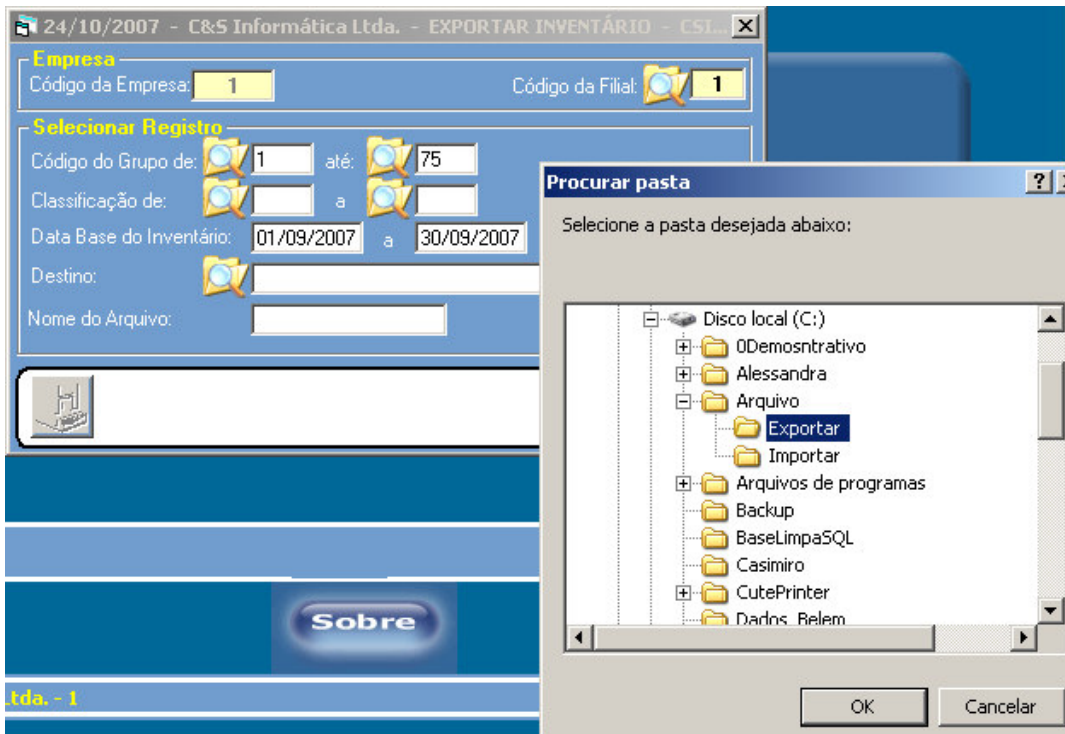 24/10/2007 - C&S Informática Ltda. - EXPORTAR INVENTÁRIO - CSI...
Empresa
Código da Empresa: 1 Código da Filial: 1
Selecionar Registro
Código do Grupo de: 1 até: 75
Classificação de: a
Data Base do Inventário: 01/09/2007 a 30/09/2007
Destino:
Nome do Arquivo:
Procurar pasta
Selecione a pasta desejada abaixo:
Disco local (C:)
0Demosntrativo
Alessandra
Arquivo
Exportar
Importar
Arquivos de programas
Backup
BaseLimpaSQL
Casimiro
CutePrinter
Dados_Belem
OK Cancelar
Sobre
Ltda. - 1